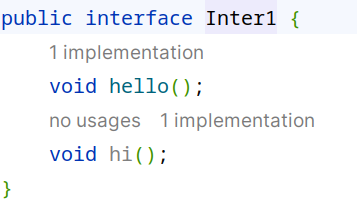 public interface Inter1 {
1 implementation
void hello();
no usages 1 implementation
void hi();
}